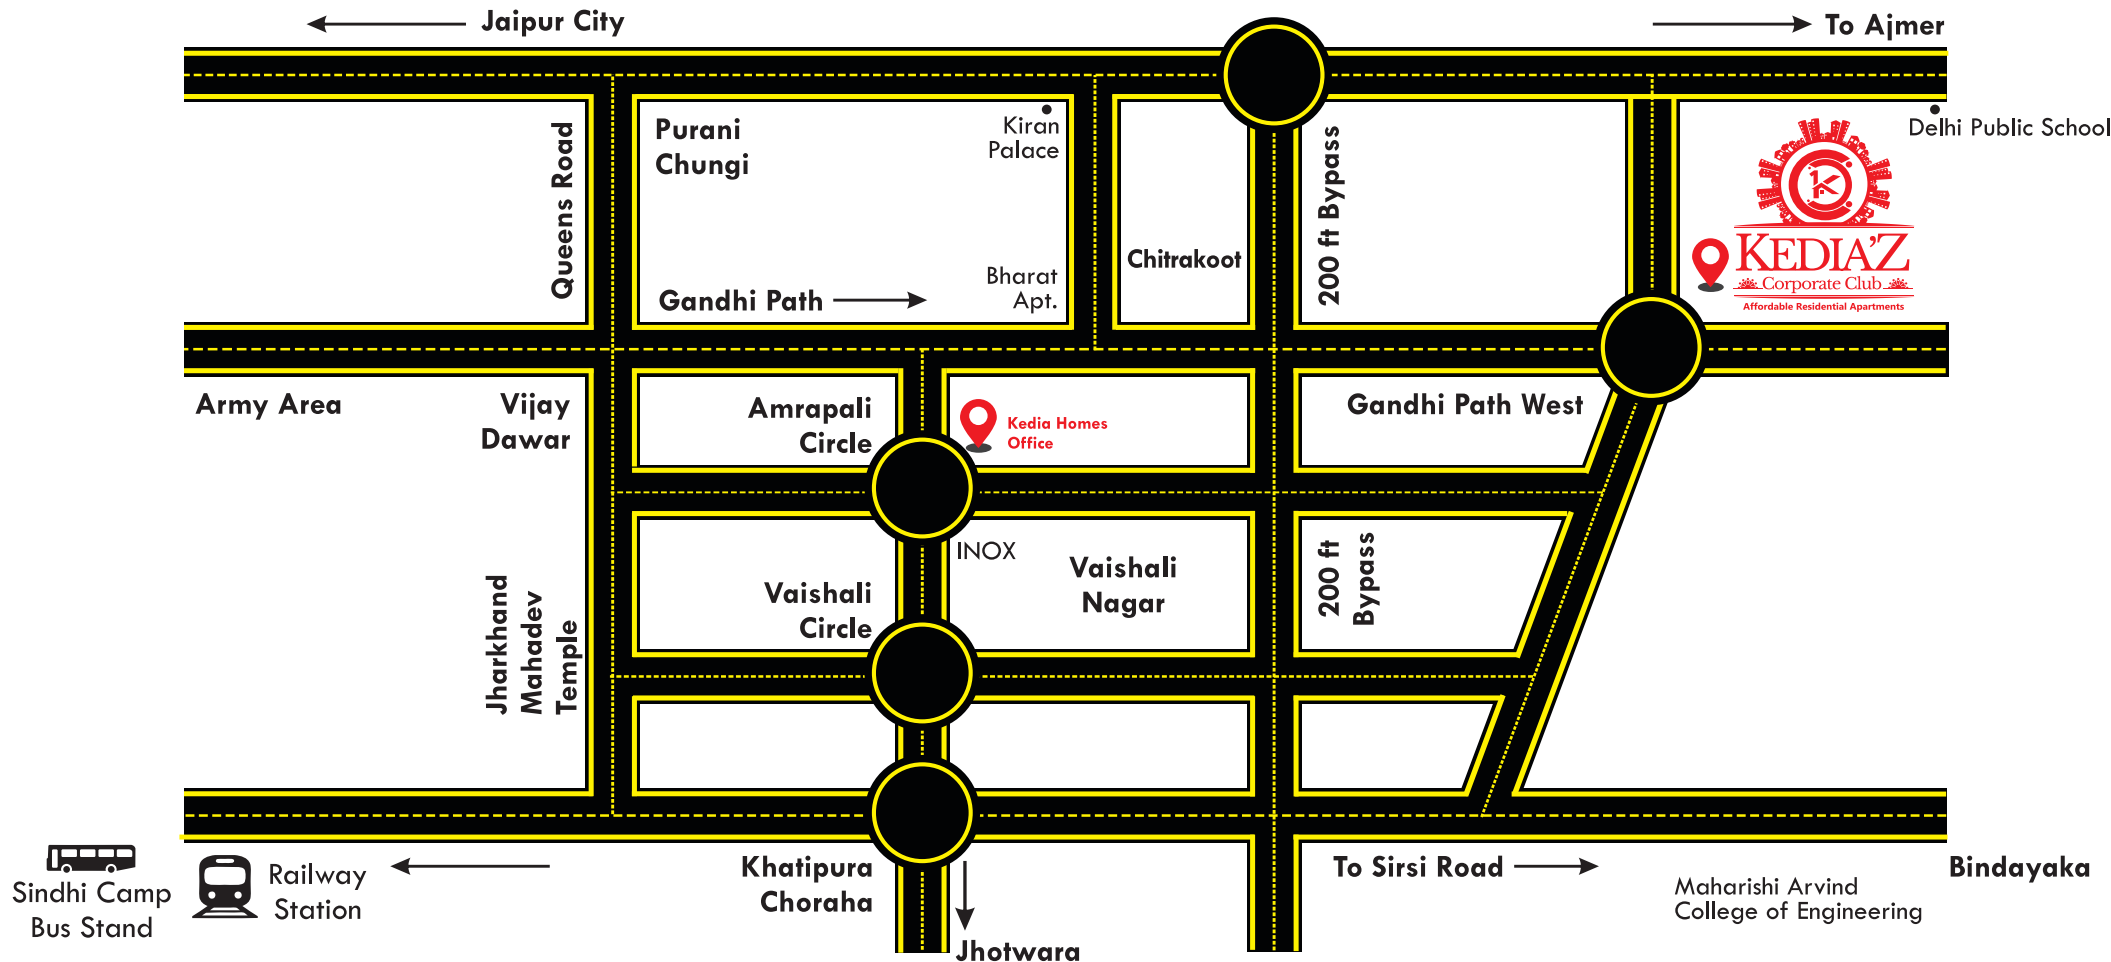 Jaipur City
To Ajmer
Queens Road
Purani
Chungi
Kiran
Palace
200 ft Bypass
Delhi Public School
Chitrakoot
KEDIA'Z
Corporate Club
Affordable Residential Apartments
Gandhi Path
Bharat
Apt.
Army Area
Vijay
Dawar
Amrapali
Circle
Kedia Homes
Office
Gandhi Path West
INOX
Jharkhand
Mahadev
Temple
Vaishali
Circle
Vaishali
Nagar
200 ft
Bypass
Sindhi Camp
Bus Stand
Railway
Station
Khatipura
Choraha
Jhotwara
To Sirsi Road
Maharishi Arvind
College of Engineering
Bindayaka